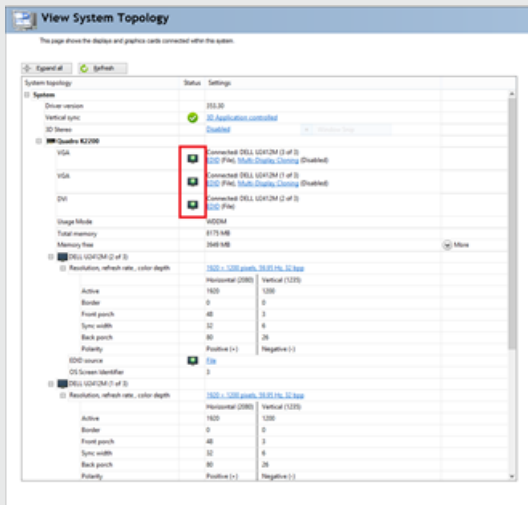 View System Topology
This page shows the displays and graphics cards connected within this system.
Expand all Refresh
System topology Status Settings
System
Driver version 353.30
Vertical sync 3D Application controlled
3D Stereo Disabled
Quadro K2200
VGA Connected: DELL U2412M (3 of 3)
EDID (File), Multi-Display Cloning (Disabled)
VGA Connected: DELL U2412M (1 of 3)
EDID (File), Multi-Display Cloning (Disabled)
DVI Connected: DELL U2412M (2 of 3)
EDID (File)
Usage Mode WDDM
Total memory 8175 MB
Memory free 3949 MB More
DELL U2412M (2 of 3)
Resolution, refresh rate, color depth 1920 × 1200 pixels, 59.95 Hz, 32 bpp
Horizontal (2080) Vertical (1235)
Active 1920 1200
Border 0 0
Front porch 48 3
Sync width 32 6
Back porch 80 26
Polarity Positive (+) Negative (-)
EDID source File
OS Screen Identifier 3
DELL U2412M (1 of 3)
Resolution, refresh rate, color depth 1920 × 1200 pixels, 59.95 Hz, 32 bpp
Horizontal (2080) Vertical (1235)
Active 1920 1200
Border 0 0
Front porch 48 3
Sync width 32 6
Back porch 80 26
Polarity Positive (+) Negative (-)